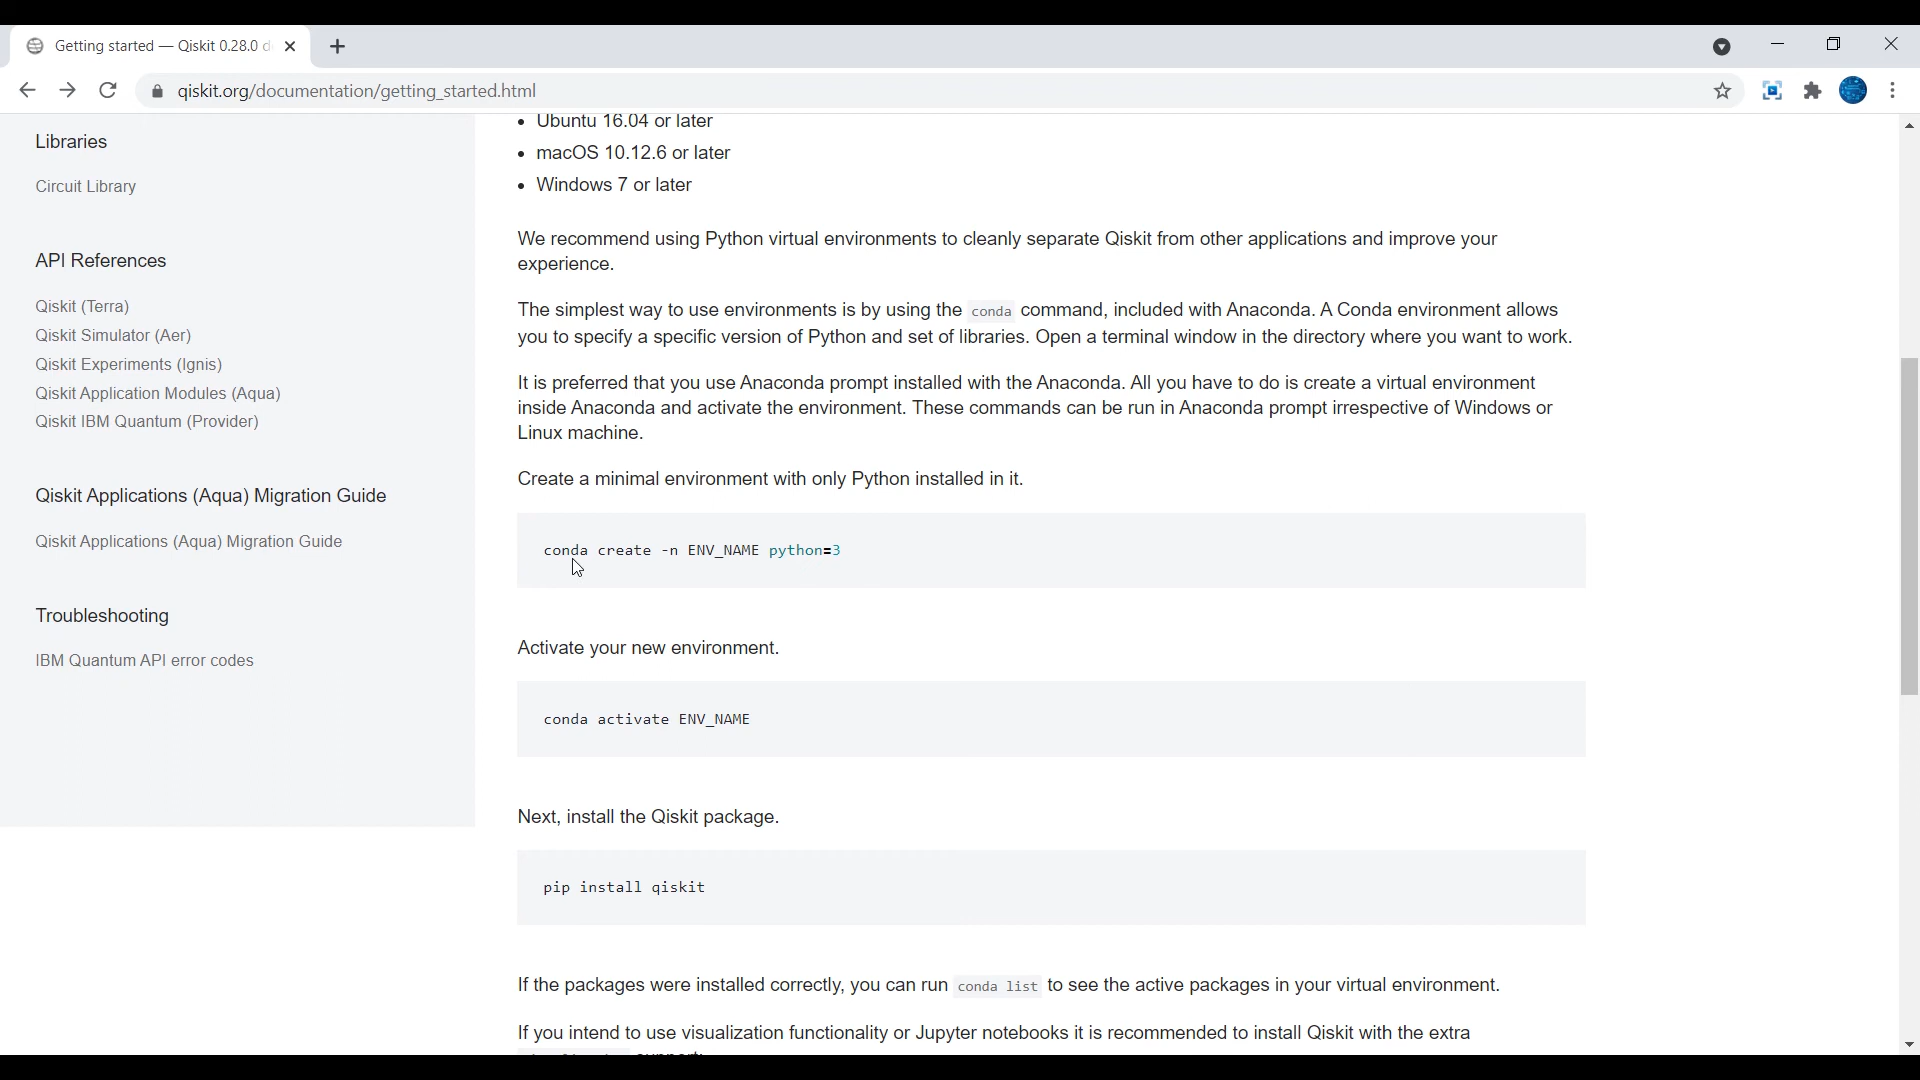 Getting started — Qiskit 0.28.0 d
qiskit.org/documentation/getting_started.html
Libraries
Circuit Library
API References
Qiskit (Terra)
Qiskit Simulator (Aer)
Qiskit Experiments (Ignis)
Qiskit Application Modules (Aqua)
Qiskit IBM Quantum (Provider)
Qiskit Applications (Aqua) Migration Guide
Qiskit Applications (Aqua) Migration Guide
Troubleshooting
IBM Quantum API error codes
• Ubuntu 16.04 or later
• macOS 10.12.6 or later
• Windows 7 or later
We recommend using Python virtual environments to cleanly separate Qiskit from other applications and improve your
experience.
The simplest way to use environments is by using the conda command, included with Anaconda. A Conda environment allows
you to specify a specific version of Python and set of libraries. Open a terminal window in the directory where you want to work.
It is preferred that you use Anaconda prompt installed with the Anaconda. All you have to do is create a virtual environment
inside Anaconda and activate the environment. These commands can be run in Anaconda prompt irrespective of Windows or
Linux machine.
Create a minimal environment with only Python installed in it.
conda create -n ENV_NAME python=3
Activate your new environment.
conda activate ENV_NAME
Next, install the Qiskit package.
pip install qiskit
If the packages were installed correctly, you can run conda list to see the active packages in your virtual environment.
If you intend to use visualization functionality or Jupyter notebooks it is recommended to install Qiskit with the extra